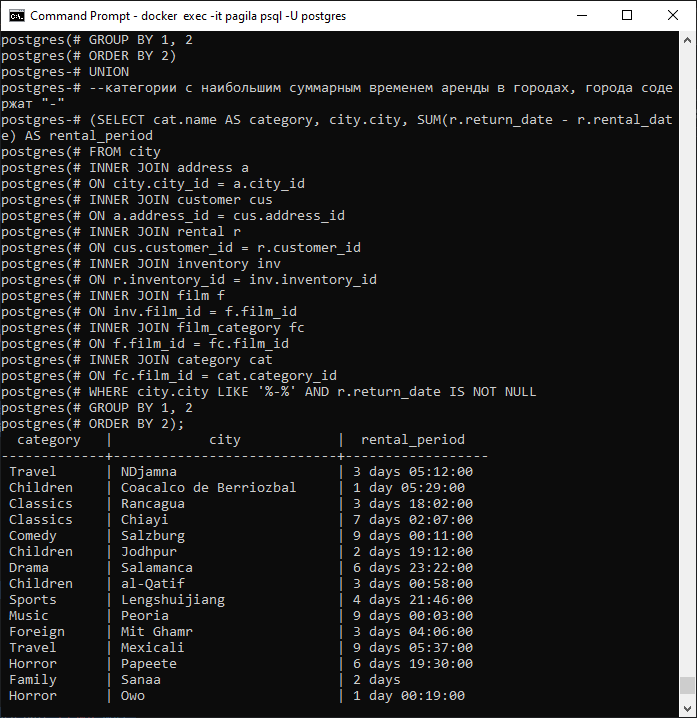 Command Prompt - docker exec -it pagila psql -U postgres
postgres(# GROUP BY 1, 2
postgres(# ORDER BY 2)
postgres-# UNION
postgres-# --категории с наибольшим суммарным временем аренды в городах, города соде
ржат "-"
postgres-# (SELECT cat.name AS category, city.city, SUM(r.return_date - r.rental_dat
e) AS rental_period
postgres(# FROM city
postgres(# INNER JOIN address a
postgres(# ON city.city_id = a.city_id
postgres(# INNER JOIN customer cus
postgres(# ON a.address_id = cus.address_id
postgres(# INNER JOIN rental r
postgres(# ON cus.customer_id = r.customer_id
postgres(# INNER JOIN inventory inv
postgres(# ON r.inventory_id = inv.inventory_id
postgres(# INNER JOIN film f
postgres(# ON inv.film_id = f.film_id
postgres(# INNER JOIN film_category fc
postgres(# ON f.film_id = fc.film_id
postgres(# INNER JOIN category cat
postgres(# ON fc.film_id = cat.category_id
postgres(# WHERE city.city LIKE '%-%' AND r.return_date IS NOT NULL
postgres(# GROUP BY 1, 2
postgres(# ORDER BY 2);
category | city | rental_period
-------------+----------------------------+------------------
Travel | NDjamna | 3 days 05:12:00
Children | Coacalco de Berriozbal | 1 day 05:29:00
Classics | Rancagua | 3 days 18:02:00
Classics | Chiayi | 7 days 02:07:00
Comedy | Salzburg | 9 days 00:11:00
Children | Jodhpur | 2 days 19:12:00
Drama | Salamanca | 6 days 23:22:00
Children | al-Qatif | 3 days 00:58:00
Sports | Lengshuijiang | 4 days 21:46:00
Music | Peoria | 9 days 00:03:00
Foreign | Mit Ghamr | 3 days 04:06:00
Travel | Mexicali | 9 days 05:37:00
Horror | Papeete | 6 days 19:30:00
Family | Sanaa | 2 days
Horror | Owo | 1 day 00:19:00